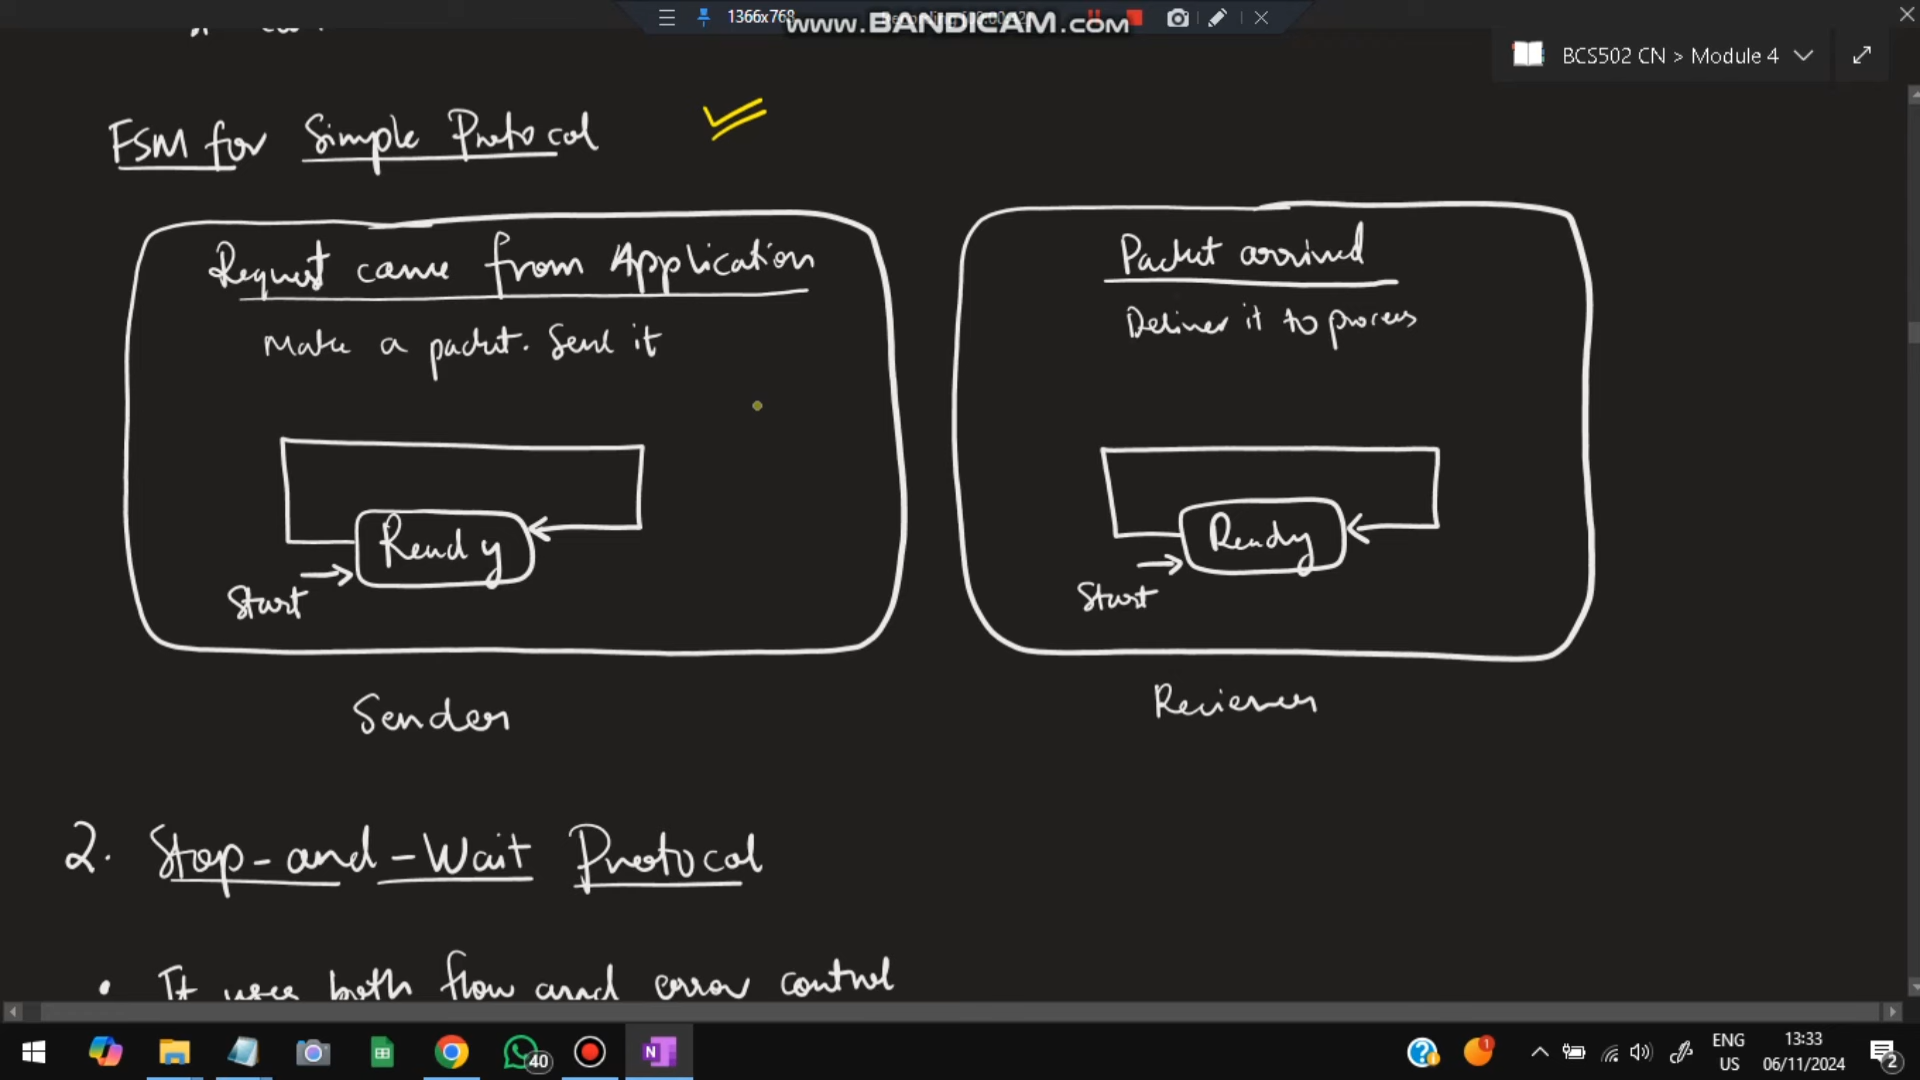 1366x768
www.BANDICAM.com
BCS502 CN > Module 4
FSM for Simple Protocol
Request came from Application
Make a packet. Send it
Ready
Start
Sender
Packet arrived
Deliver it to process
Ready
Start
Reciever
2. Stop-and-Wait Protocol
• It uses both flow and error control
40
N
1
ENG
US
13:33
06/11/2024
2